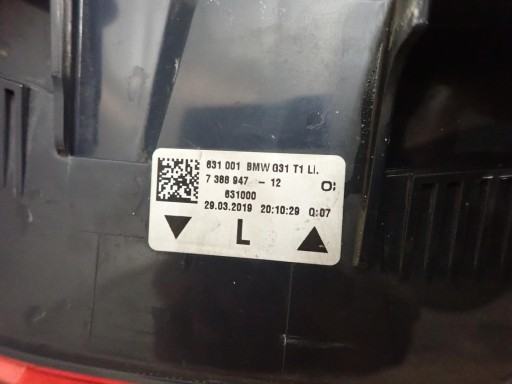 631 001 BMW G31 T1 LI.
7 388 947 - 12 O:
631000
29.03.2019 20:10:29 Q:07
L